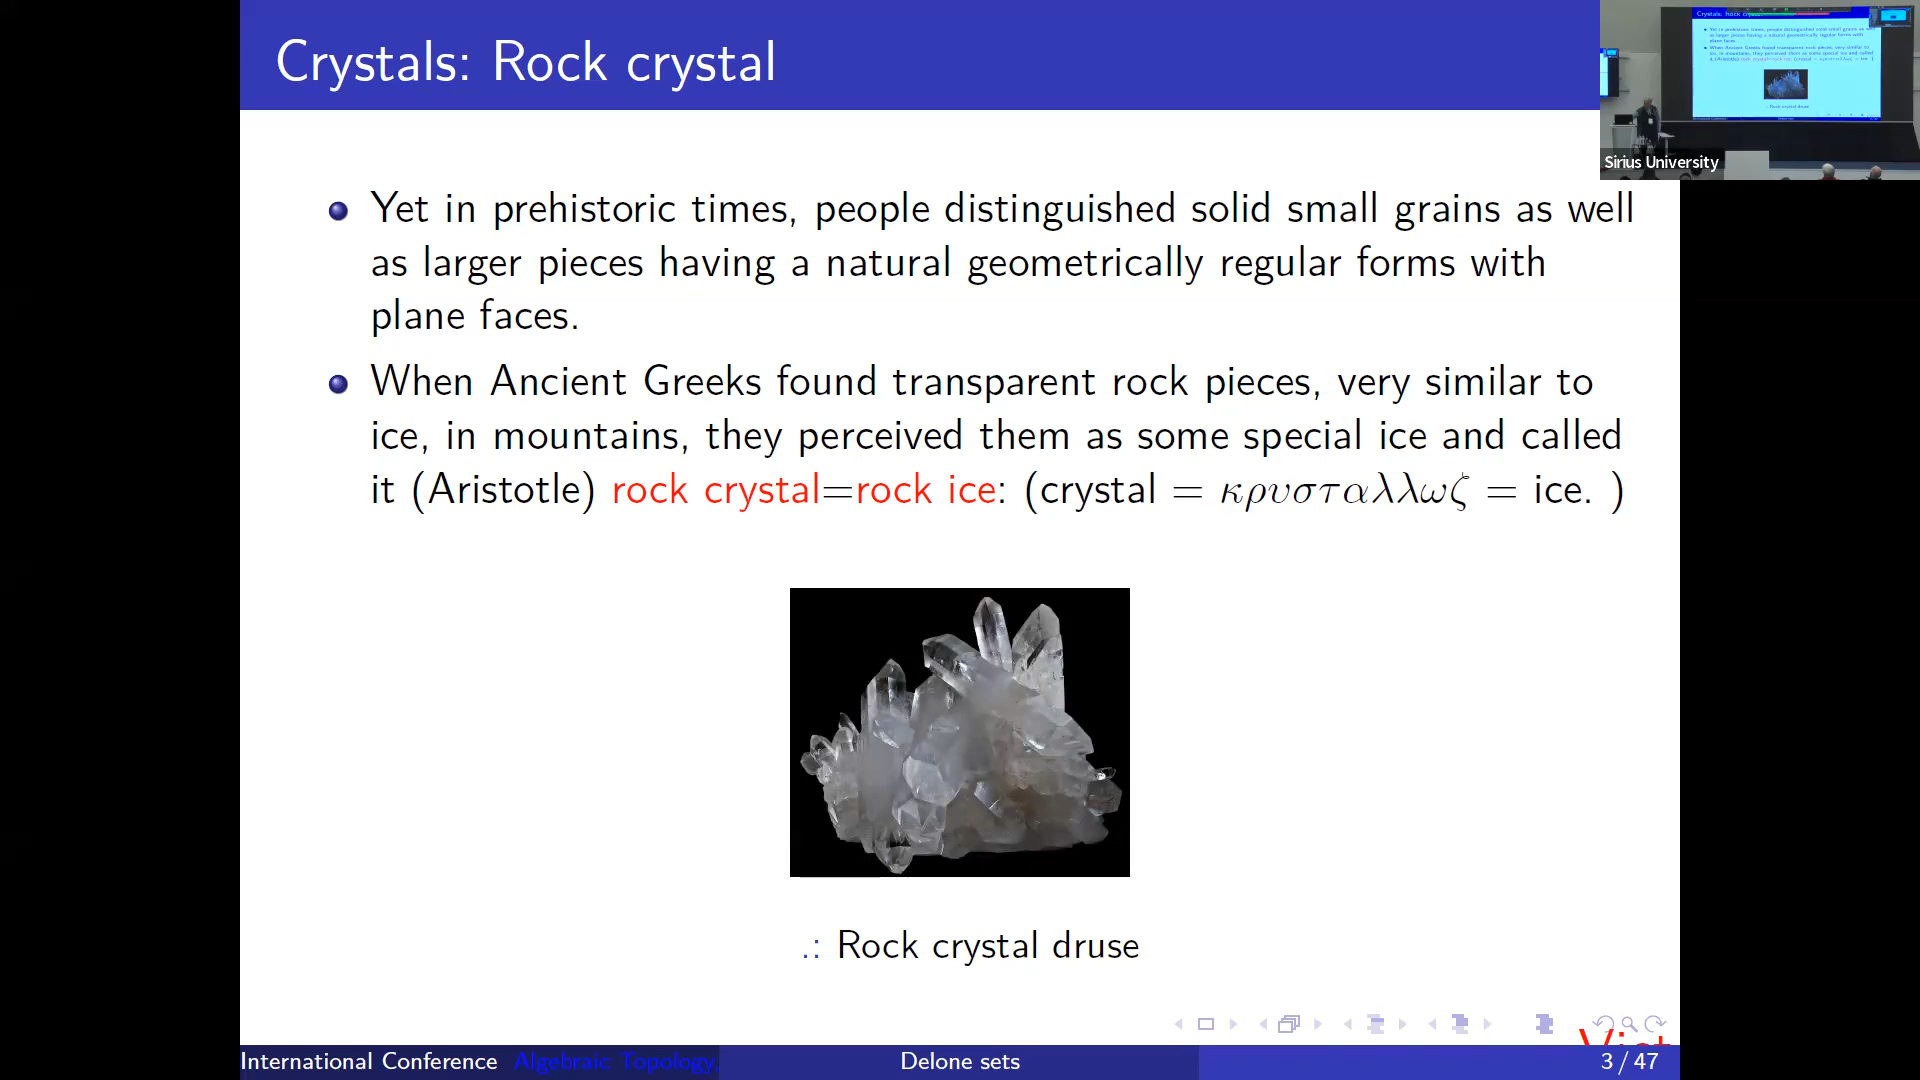 Crystals: Rock crystal
Sirius University
Yet in prehistoric times, people distinguished solid small grains as well
as larger pieces having a natural geometrically regular forms with
plane faces.
When Ancient Greeks found transparent rock pieces, very similar to
ice, in mountains, they perceived them as some special ice and called
it (Aristotle) rock crystal=rock ice: (crystal = κρυσταλλωζ = ice. )
.: Rock crystal druse
International Conference Algebraic Topology,
Delone sets
3 / 47